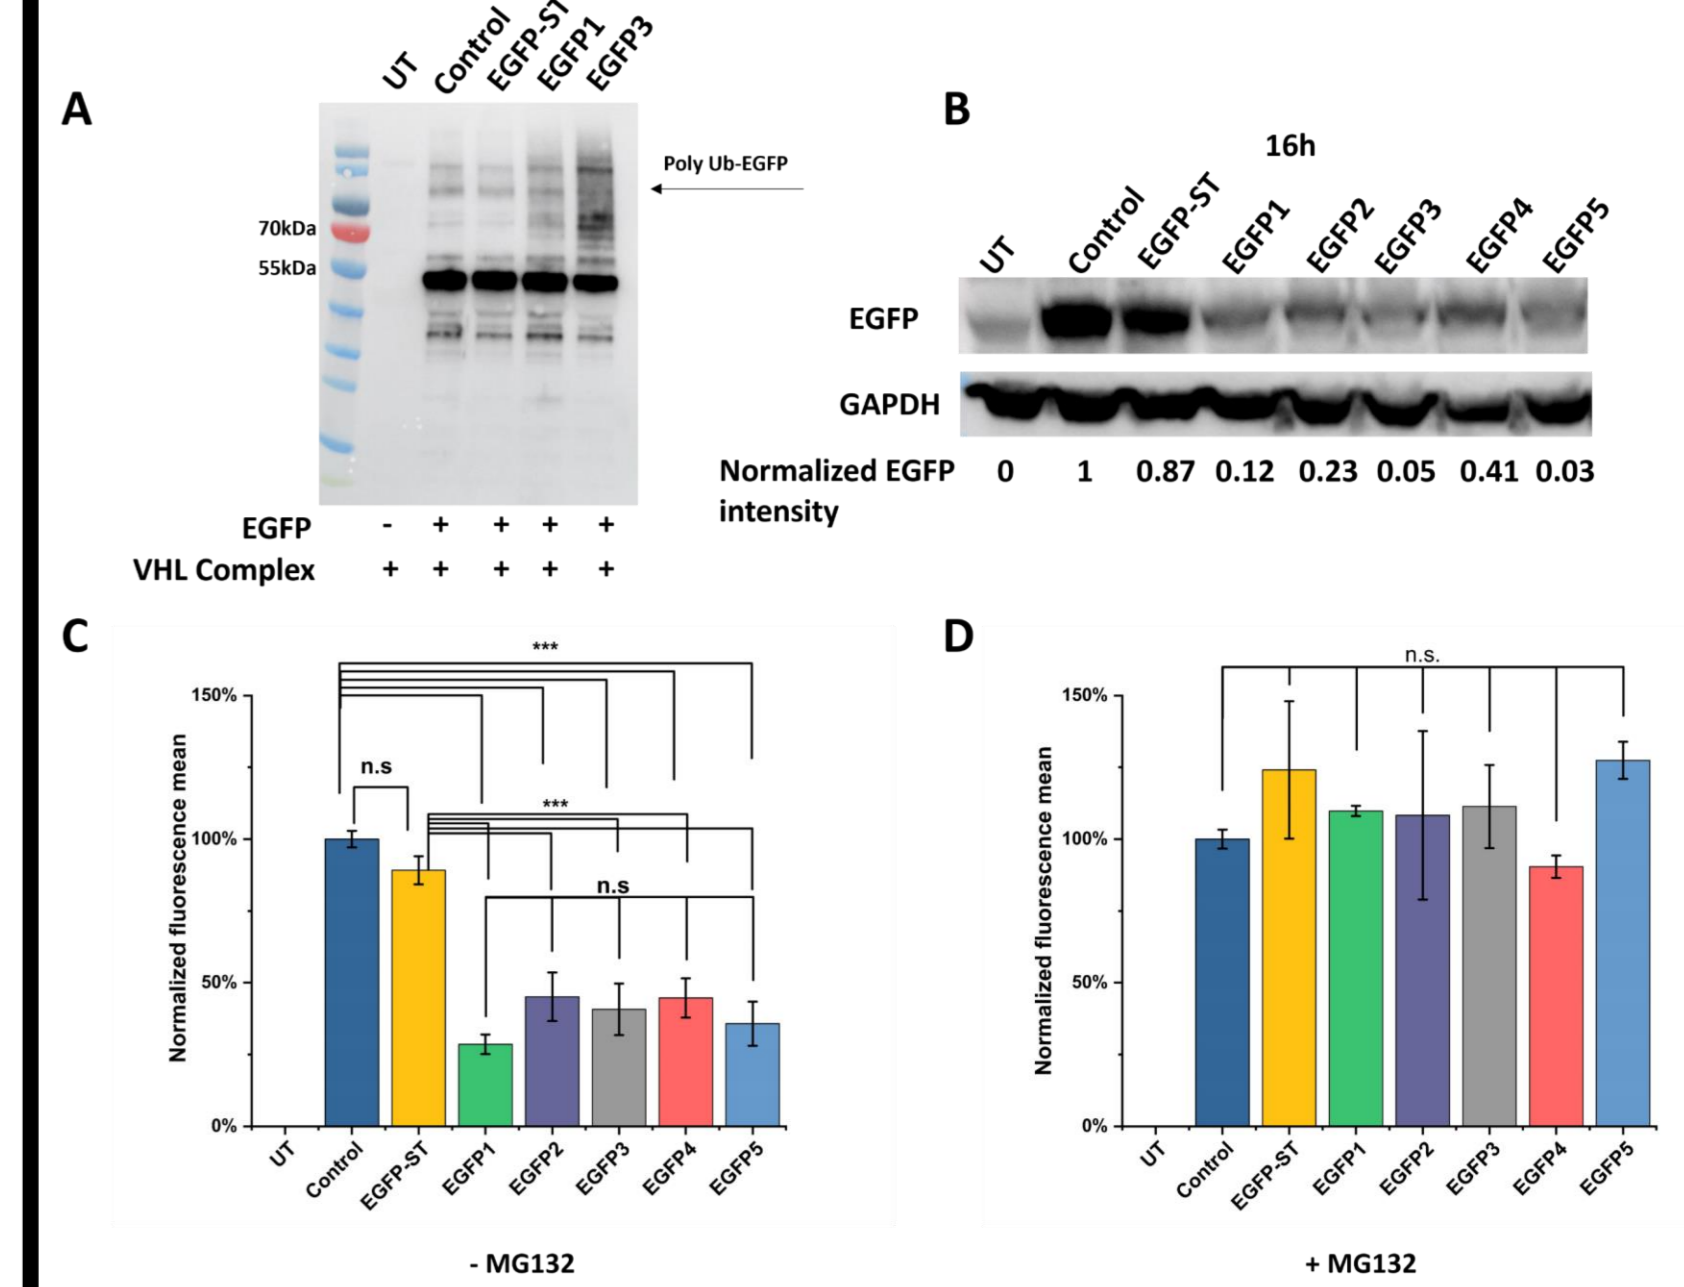 A
UT
Control
EGFP-ST
EGFP1
EGFP3
Poly Ub-EGFP
70kDa
55kDa
EGFP - + + + +
VHL Complex + + + + +
B
16h
UT
Control
EGFP-ST
EGFP1
EGFP2
EGFP3
EGFP4
EGFP5
EGFP
GAPDH
Normalized EGFP 0 1 0.87 0.12 0.23 0.05 0.41 0.03
intensity
C
***
n.s
***
n.s
Normalized fluorescence mean
150%
100%
50%
0%
UT
Control
EGFP-ST
EGFP1
EGFP2
EGFP3
EGFP4
EGFP5
- MG132
D
n.s.
Normalized fluorescence mean
150%
100%
50%
0%
UT
Control
EGFP-ST
EGFP1
EGFP2
EGFP3
EGFP4
EGFP5
+ MG132